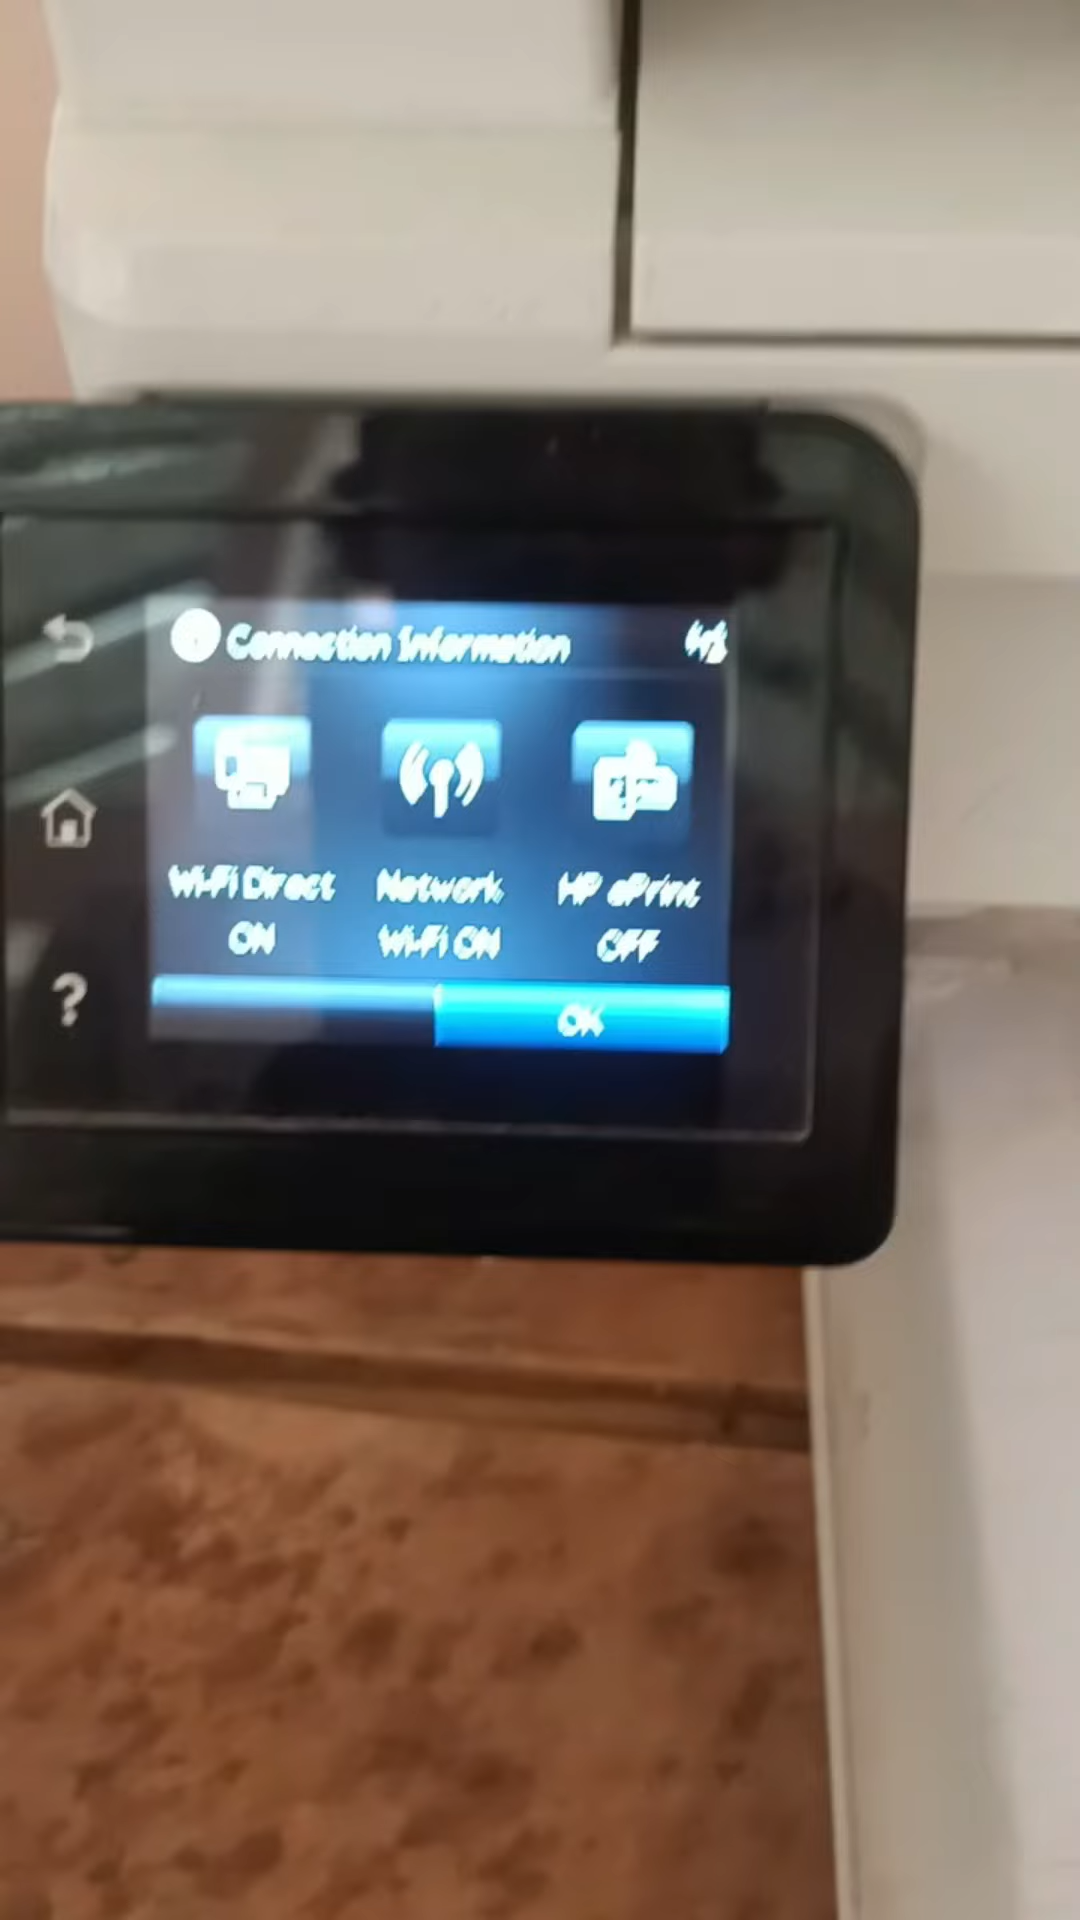 Connection Information
Wi-Fi Direct
ON
Network
Wi-Fi ON
HP ePrint
OFF
OK
?